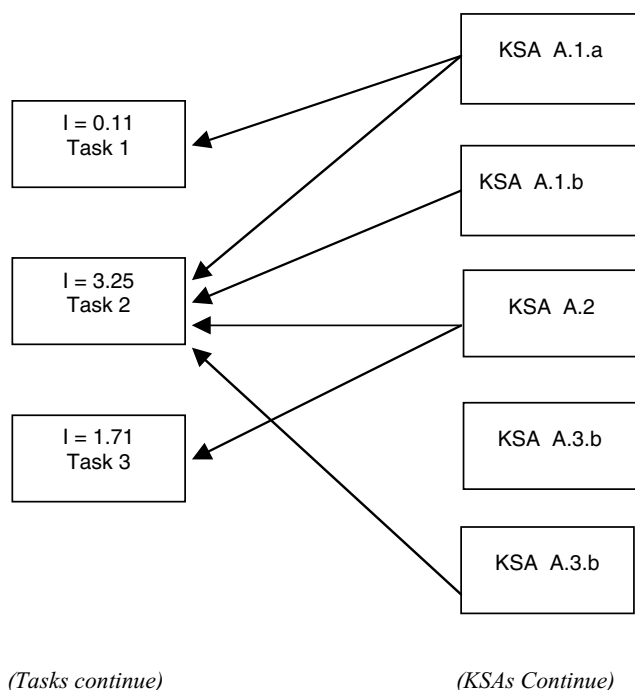 KSA A.1.a
I = 0.11
Task 1
KSA A.1.b
I = 3.25
Task 2
KSA A.2
I = 1.71
Task 3
KSA A.3.b
KSA A.3.b
(Tasks continue)
(KSAs Continue)